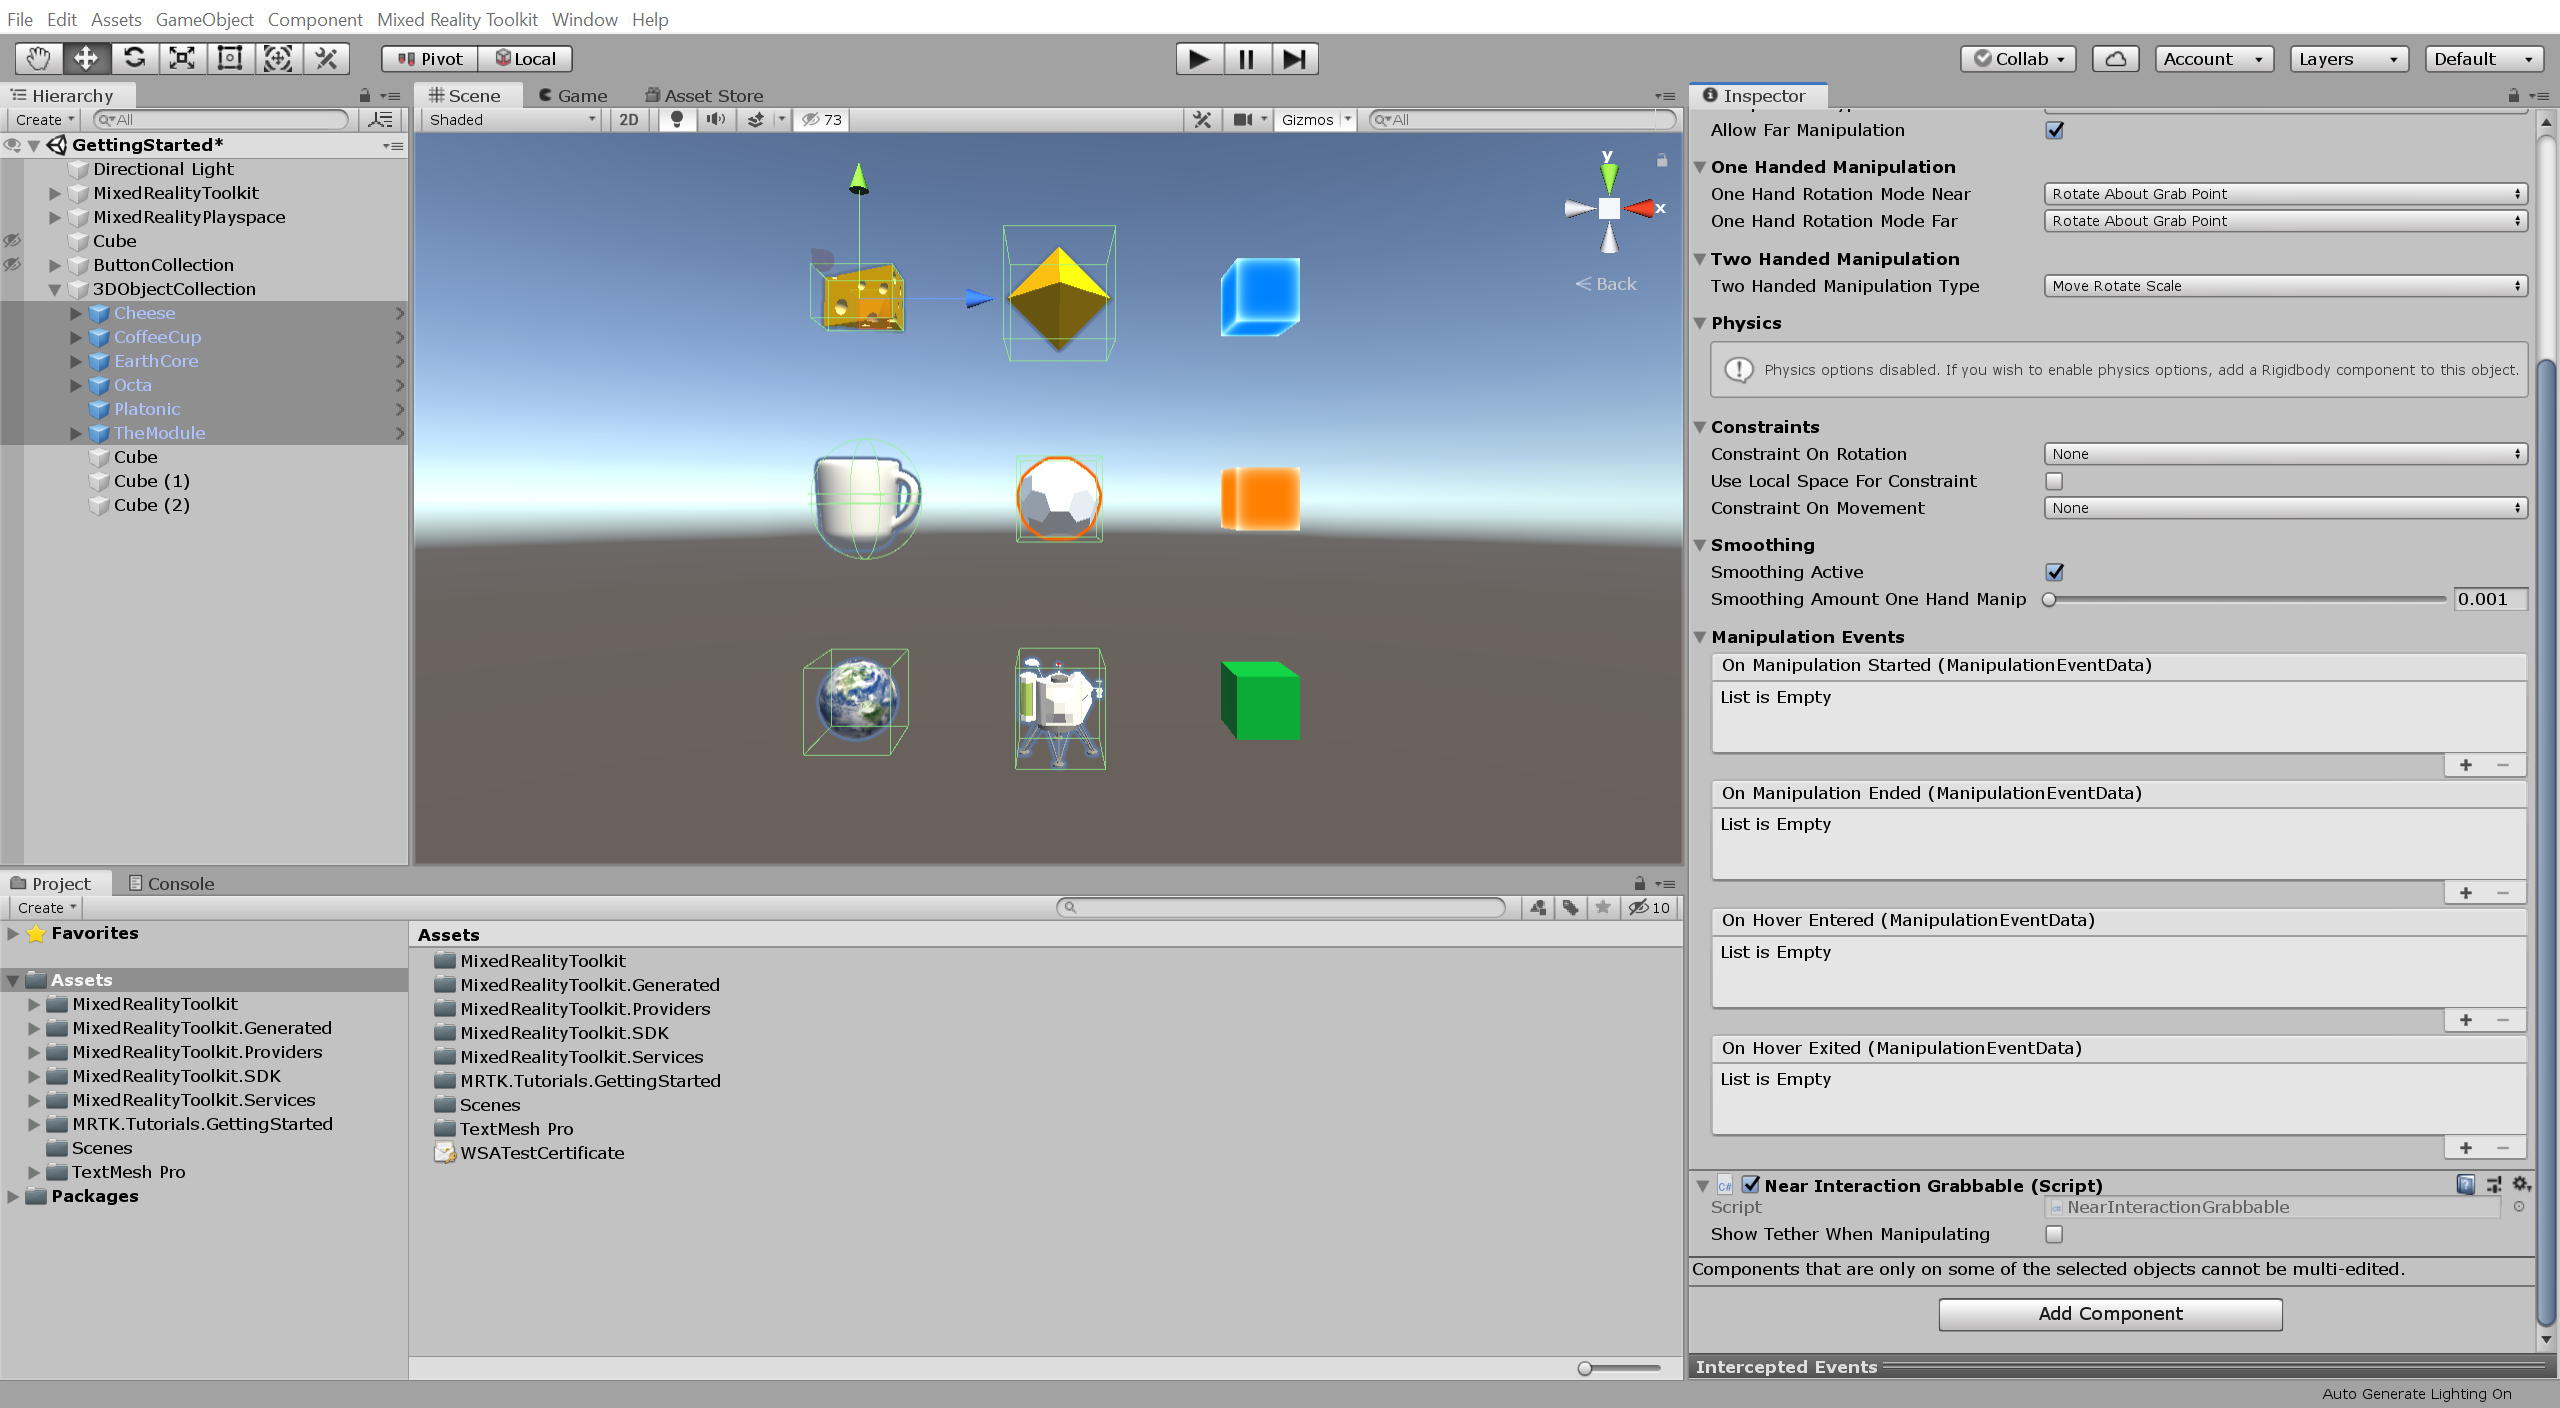 File Edit Assets GameObject Component Mixed Reality Toolkit Window Help
Pivot Local
Collab Account Layers Default
Hierarchy
Create All
GettingStarted*
Directional Light
MixedRealityToolkit
MixedRealityPlayspace
Cube
ButtonCollection
3DObjectCollection
Cheese
CoffeeCup
EarthCore
Octa
Platonic
TheModule
Cube
Cube (1)
Cube (2)
Scene Game Asset Store
Shaded 2D 73 Gizmos All
y
x
< Back
Inspector
Allow Far Manipulation
One Handed Manipulation
One Hand Rotation Mode Near Rotate About Grab Point
One Hand Rotation Mode Far Rotate About Grab Point
Two Handed Manipulation
Two Handed Manipulation Type Move Rotate Scale
Physics
Physics options disabled. If you wish to enable physics options, add a Rigidbody component to this object.
Constraints
Constraint On Rotation None
Use Local Space For Constraint
Constraint On Movement None
Smoothing
Smoothing Active
Smoothing Amount One Hand Manip 0.001
Manipulation Events
On Manipulation Started (ManipulationEventData)
List is Empty
+ −
On Manipulation Ended (ManipulationEventData)
List is Empty
+ −
On Hover Entered (ManipulationEventData)
List is Empty
+ −
On Hover Exited (ManipulationEventData)
List is Empty
+ −
C# Near Interaction Grabbable (Script)
Script NearInteractionGrabbable
Show Tether When Manipulating
Components that are only on some of the selected objects cannot be multi-edited.
Add Component
Intercepted Events
Project Console
Create 10
Favorites
Assets
MixedRealityToolkit
MixedRealityToolkit.Generated
MixedRealityToolkit.Providers
MixedRealityToolkit.SDK
MixedRealityToolkit.Services
MRTK.Tutorials.GettingStarted
Scenes
TextMesh Pro
Packages
Assets
MixedRealityToolkit
MixedRealityToolkit.Generated
MixedRealityToolkit.Providers
MixedRealityToolkit.SDK
MixedRealityToolkit.Services
MRTK.Tutorials.GettingStarted
Scenes
TextMesh Pro
WSATestCertificate
Auto Generate Lighting On